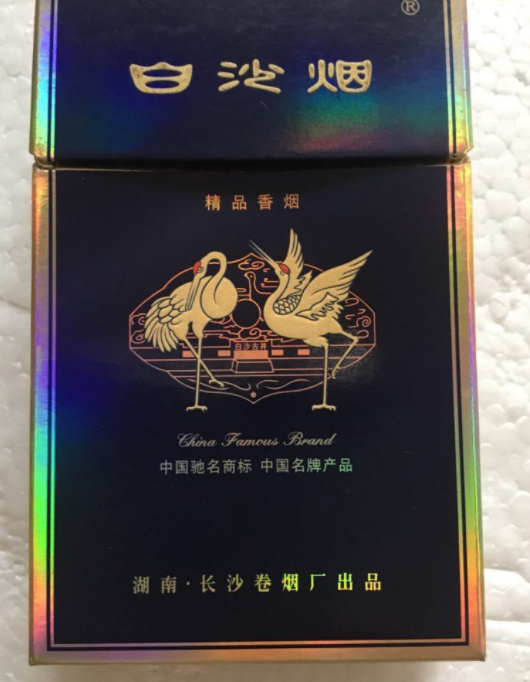 ®
白沙烟
精品香烟
白沙古井
China Famous Brand
中国驰名商标 中国名牌产品
湖南·长沙卷烟厂出品